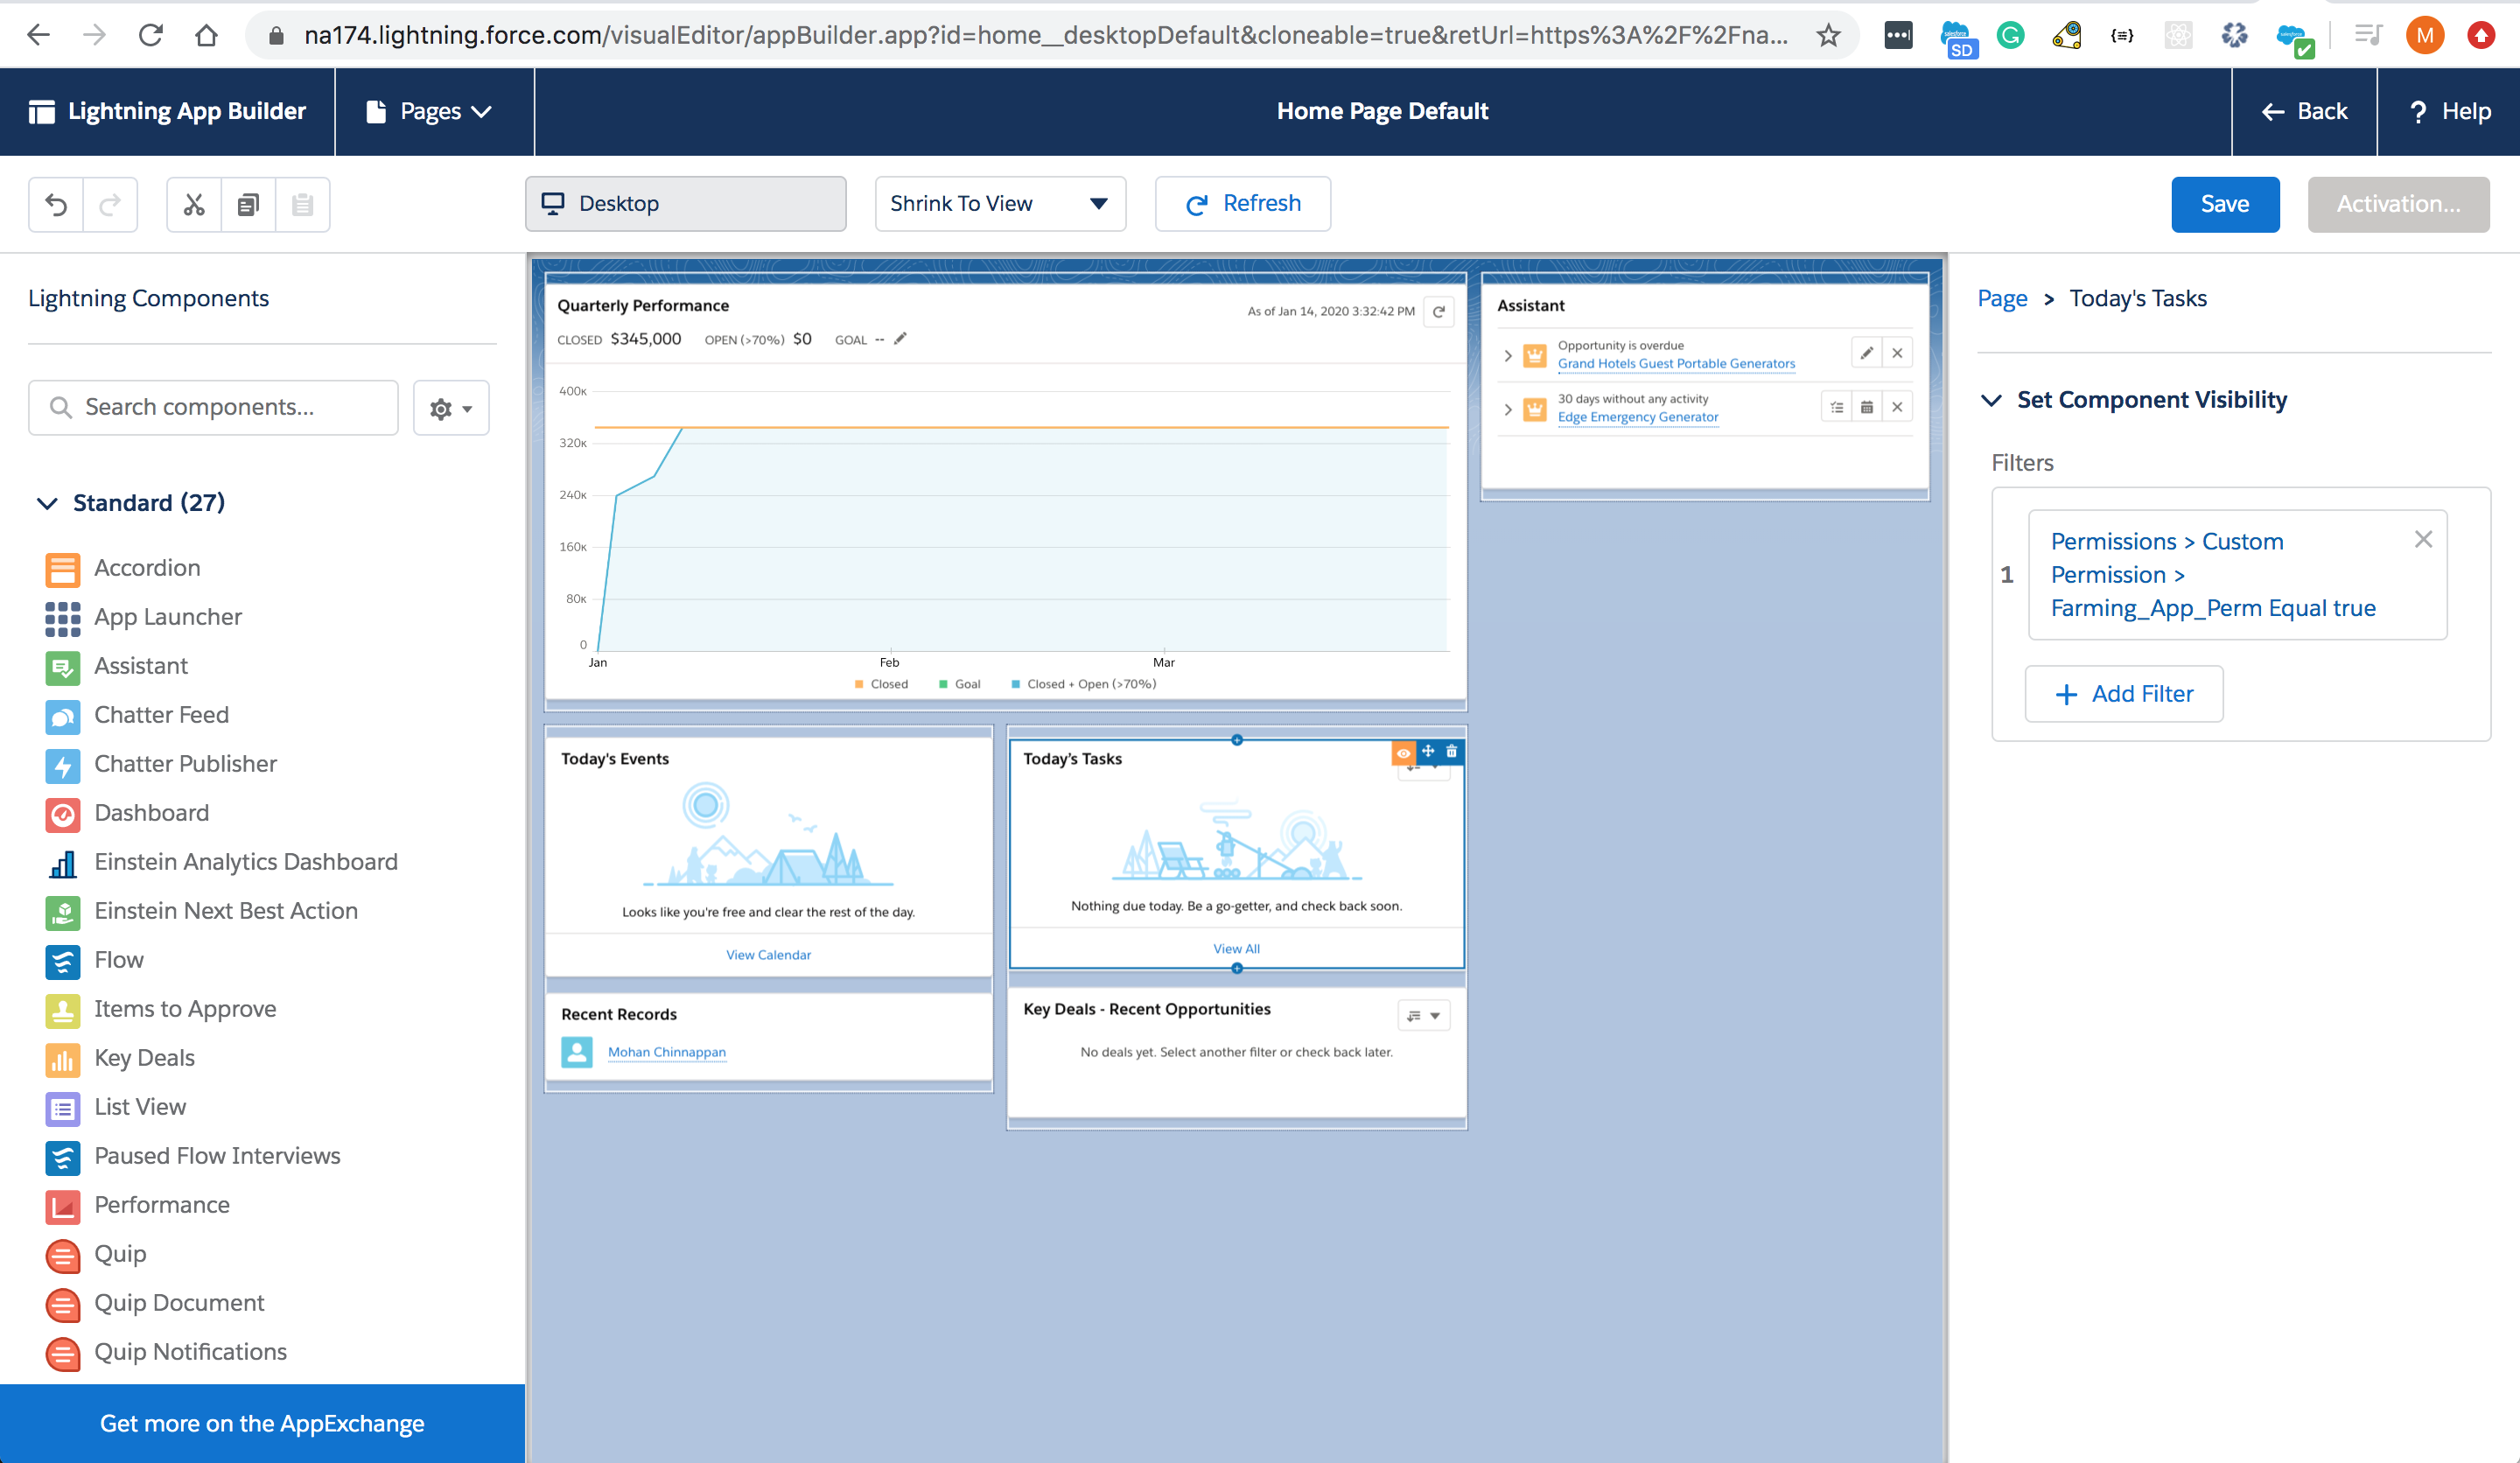 na174.lightning.force.com/visualEditor/appBuilder.app?id=home__desktopDefault&cloneable=true&retUrl=https%3A%2F%2Fna...
SD
M
Lightning App Builder
Pages
Home Page Default
Back
? Help
Desktop
Shrink To View
Refresh
Save
Activation...
Lightning Components
Search components...
Standard (27)
Accordion
App Launcher
Assistant
Chatter Feed
Chatter Publisher
Dashboard
Einstein Analytics Dashboard
Einstein Next Best Action
Flow
Items to Approve
Key Deals
List View
Paused Flow Interviews
Performance
Quip
Quip Document
Quip Notifications
Get more on the AppExchange
Quarterly Performance
As of Jan 14, 2020 3:32:42 PM
CLOSED $345,000 OPEN (>70%) $0 GOAL --
400K
320K
240K
160K
80K
0
Jan Feb Mar
Closed Goal Closed + Open (>70%)
Assistant
Opportunity is overdue
Grand Hotels Guest Portable Generators
30 days without any activity
Edge Emergency Generator
Today's Events
Looks like you're free and clear the rest of the day.
View Calendar
Recent Records
Mohan Chinnappan
Today's Tasks
Nothing due today. Be a go-getter, and check back soon.
View All
Key Deals - Recent Opportunities
No deals yet. Select another filter or check back later.
Page > Today's Tasks
Set Component Visibility
Filters
1
Permissions > Custom
Permission >
Farming_App_Perm Equal true
+ Add Filter